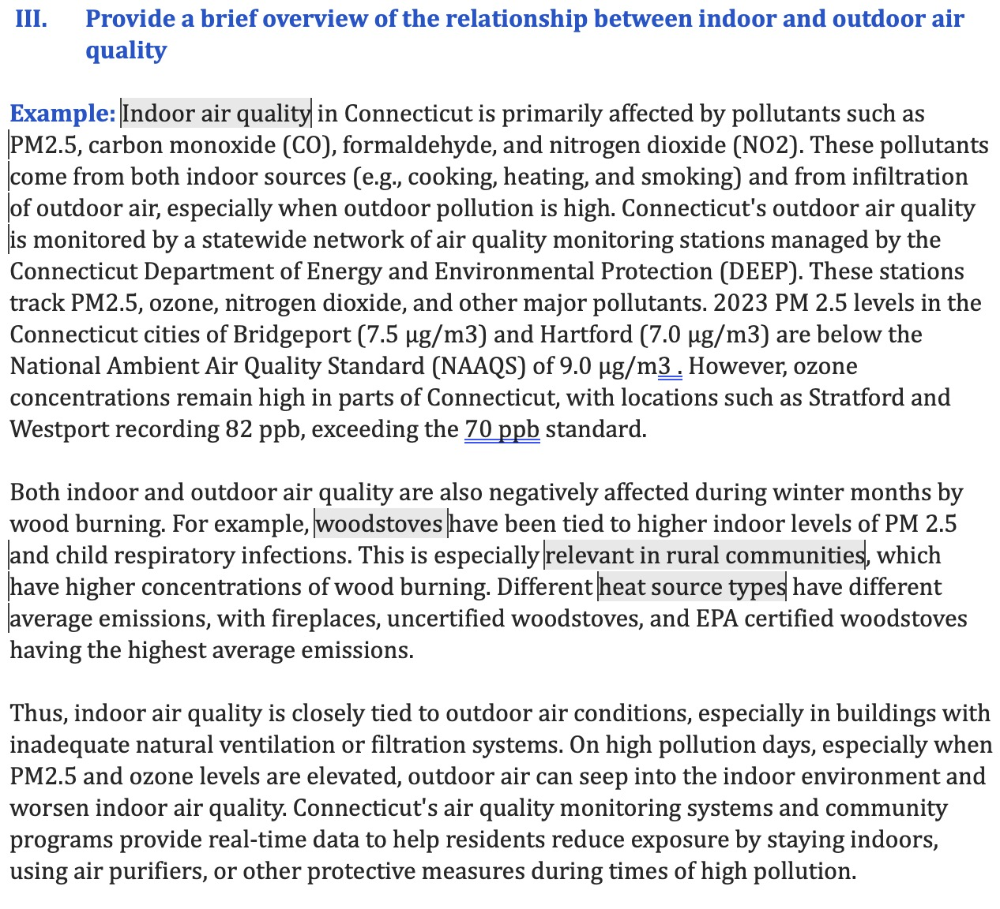 III. Provide a brief overview of the relationship between indoor and outdoor air
quality
Example: Indoor air quality in Connecticut is primarily affected by pollutants such as
PM2.5, carbon monoxide (CO), formaldehyde, and nitrogen dioxide (NO2). These pollutants
come from both indoor sources (e.g., cooking, heating, and smoking) and from infiltration
of outdoor air, especially when outdoor pollution is high. Connecticut's outdoor air quality
is monitored by a statewide network of air quality monitoring stations managed by the
Connecticut Department of Energy and Environmental Protection (DEEP). These stations
track PM2.5, ozone, nitrogen dioxide, and other major pollutants. 2023 PM 2.5 levels in the
Connecticut cities of Bridgeport (7.5 µg/m3) and Hartford (7.0 µg/m3) are below the
National Ambient Air Quality Standard (NAAQS) of 9.0 µg/m3 . However, ozone
concentrations remain high in parts of Connecticut, with locations such as Stratford and
Westport recording 82 ppb, exceeding the 70 ppb standard.
Both indoor and outdoor air quality are also negatively affected during winter months by
wood burning. For example, woodstoves have been tied to higher indoor levels of PM 2.5
and child respiratory infections. This is especially relevant in rural communities, which
have higher concentrations of wood burning. Different heat source types have different
average emissions, with fireplaces, uncertified woodstoves, and EPA certified woodstoves
having the highest average emissions.
Thus, indoor air quality is closely tied to outdoor air conditions, especially in buildings with
inadequate natural ventilation or filtration systems. On high pollution days, especially when
PM2.5 and ozone levels are elevated, outdoor air can seep into the indoor environment and
worsen indoor air quality. Connecticut's air quality monitoring systems and community
programs provide real-time data to help residents reduce exposure by staying indoors,
using air purifiers, or other protective measures during times of high pollution.